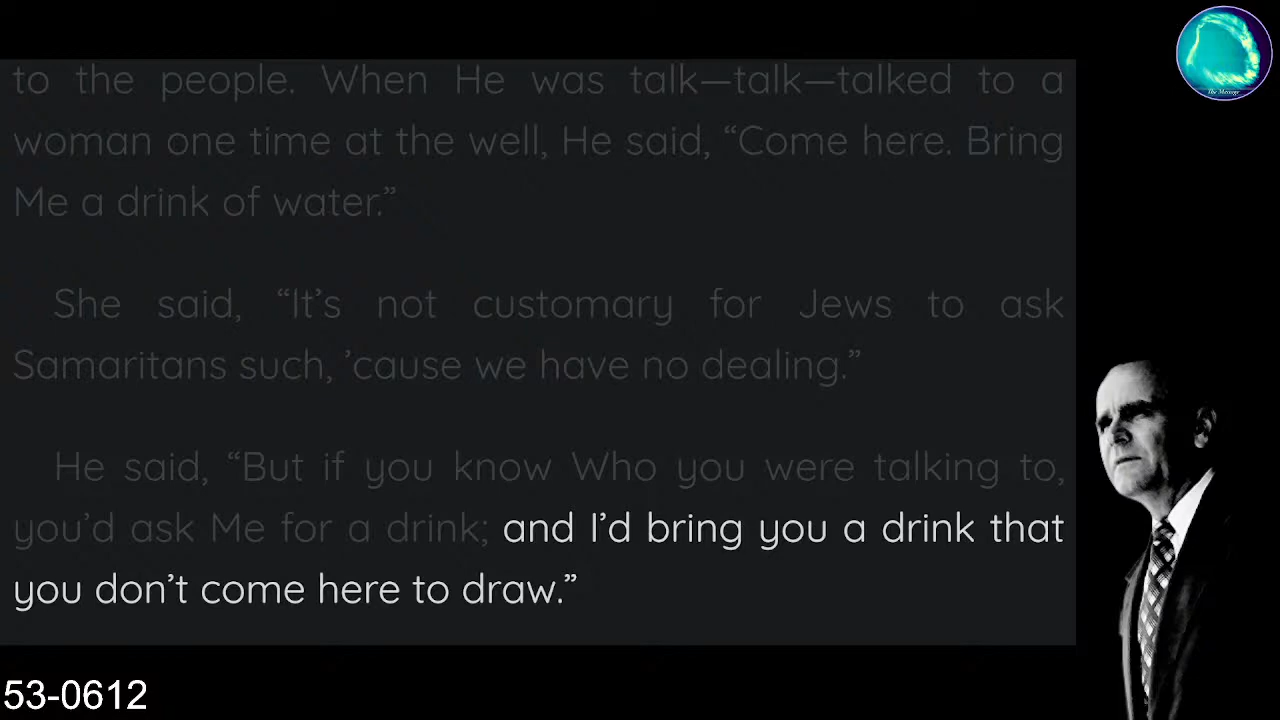 to the people. When He was talk—talk—talked to a
woman one time at the well, He said, “Come here. Bring
Me a drink of water.”
She said, “It’s not customary for Jews to ask
Samaritans such, ’cause we have no dealing.”
He said, “But if you know Who you were talking to,
you’d ask Me for a drink; and I’d bring you a drink that
you don’t come here to draw.”
The Message
53-0612